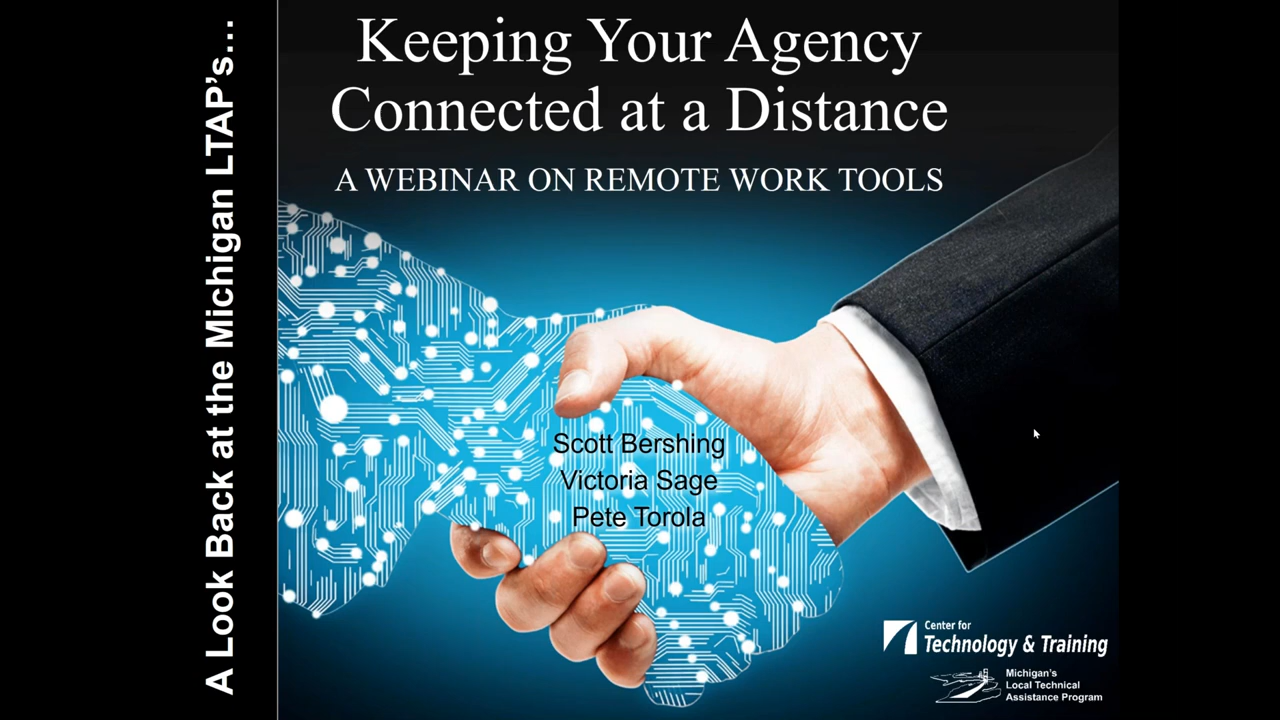 A Look Back at the Michigan LTAP's...
Keeping Your Agency
Connected at a Distance
A WEBINAR ON REMOTE WORK TOOLS
Scott Bershing
Victoria Sage
Pete Torola
Center for
Technology & Training
Michigan's
Local Technical
Assistance Program